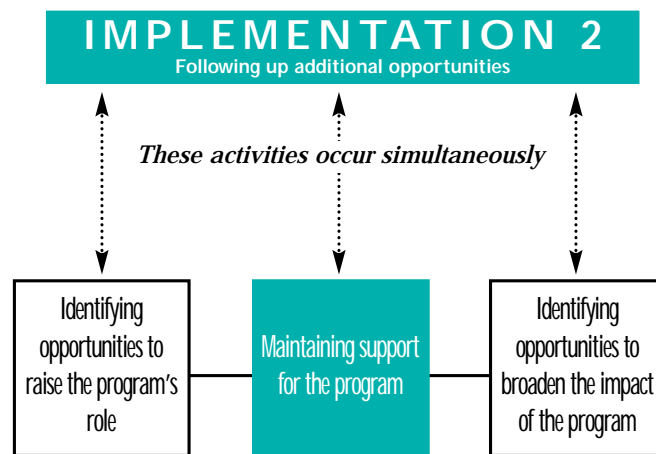 IMPLEMENTATION 2
Following up additional opportunities
These activities occur simultaneously
Identifying
opportunities to
raise the program's
role
Maintaining support
for the program
Identifying
opportunities to
broaden the impact
of the program